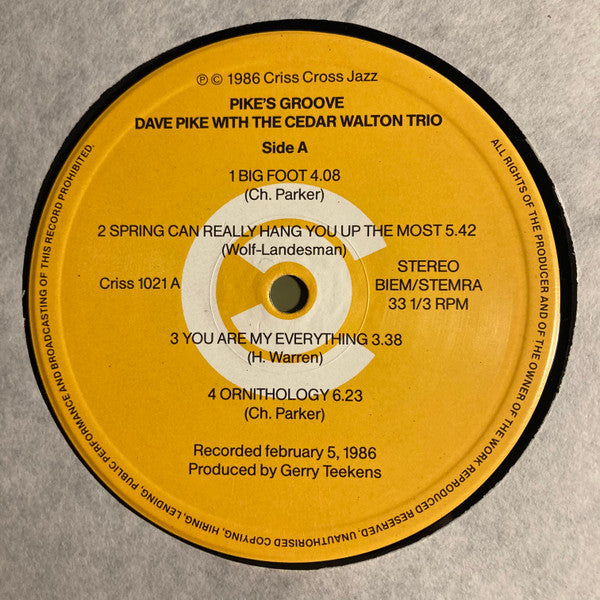 ℗ © 1986 Criss Cross Jazz
PIKE'S GROOVE
DAVE PIKE WITH THE CEDAR WALTON TRIO
Side A
1 BIG FOOT 4.08
(Ch. Parker)
2 SPRING CAN REALLY HANG YOU UP THE MOST 5.42
(Wolf-Landesman)
Criss 1021 A
STEREO
BIEM/STEMRA
33 1/3 RPM
3 YOU ARE MY EVERYTHING 3.38
(H. Warren)
4 ORNITHOLOGY 6.23
(Ch. Parker)
Recorded february 5, 1986
Produced by Gerry Teekens
ALL RIGHTS OF THE PRODUCER AND OF THE OWNER OF THE WORK REPRODUCED RESERVED. UNAUTHORISED COPYING, HIRING, LENDING, PUBLIC PERFORMANCE AND BROADCASTING OF THIS RECORD PROHIBITED.